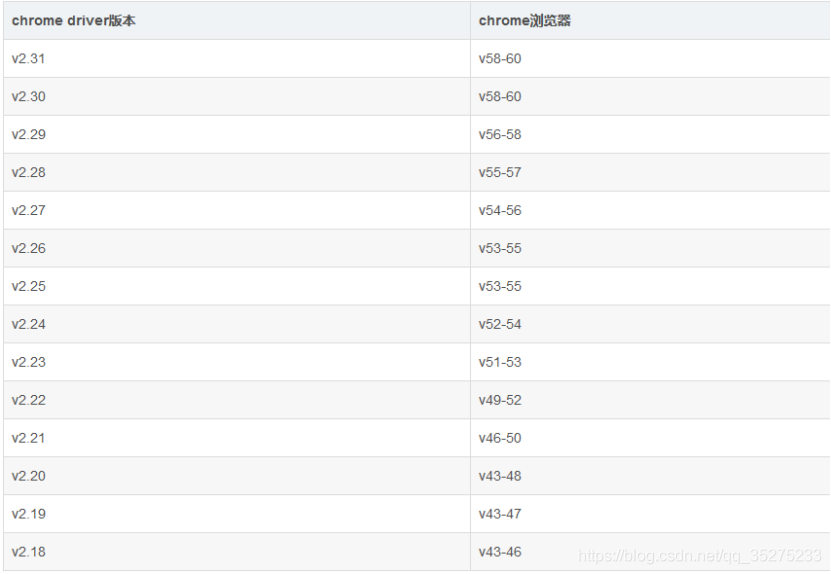 chrome driver版本 chrome浏览器
v2.31 v58-60
v2.30 v58-60
v2.29 v56-58
v2.28 v55-57
v2.27 v54-56
v2.26 v53-55
v2.25 v53-55
v2.24 v52-54
v2.23 v51-53
v2.22 v49-52
v2.21 v46-50
v2.20 v43-48
v2.19 v43-47
v2.18 v43-46
https://blog.csdn.net/qq_36275233